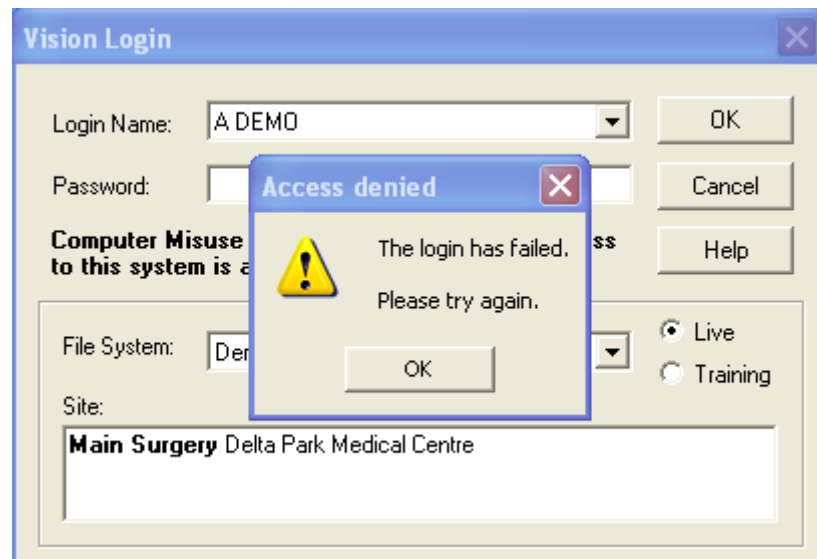 Vision Login
Login Name: A DEMO OK
Password: Cancel
Access denied
The login has failed.
Please try again.
OK
Computer Misuse ss
to this system is a
Help
File System: Der
Live
Training
Site:
Main Surgery Delta Park Medical Centre